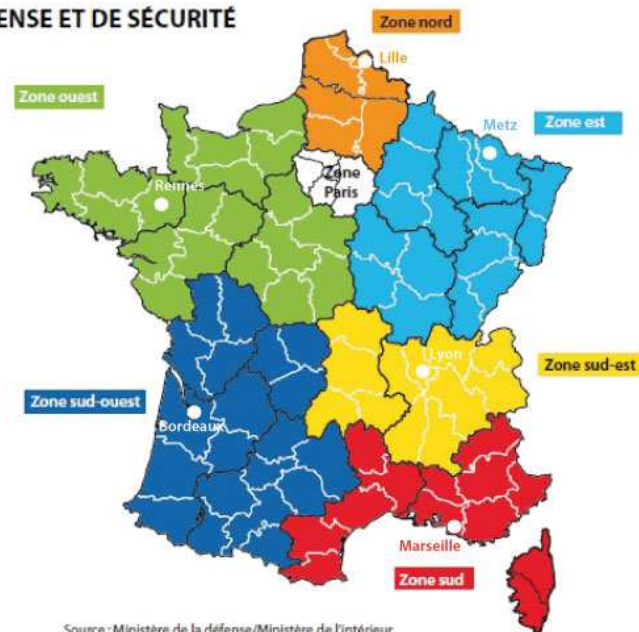 ENSE ET DE SÉCURITÉ
Zone nord
Lille
Zone ouest
Metz
Zone est
Zone
Paris
Rennes
Lyon
Zone sud-est
Zone sud-ouest
Bordeaux
Marseille
Zone sud
Source : Ministère de la défense/Ministère de l'intérieur